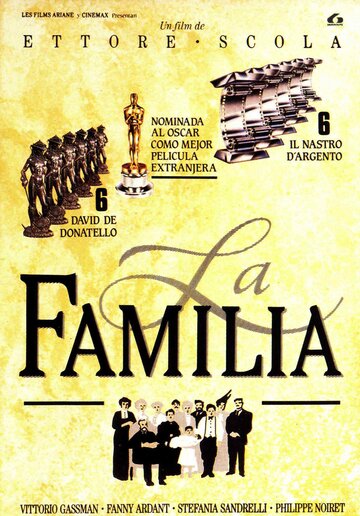 LES FILMS ARIANE y CINEMAX Presentan
Un film de
ETTORE · SCOLA
NOMINADA
AL OSCAR
COMO MEJOR
PELICULA
EXTRANJERA
6
IL NASTRO
D'ARGENTO
6
DAVID DE
DONATELLO
La
FAMILIA
VITTORIO GASSMAN · FANNY ARDANT · STEFANIA SANDRELLI · PHILIPPE NOIRET